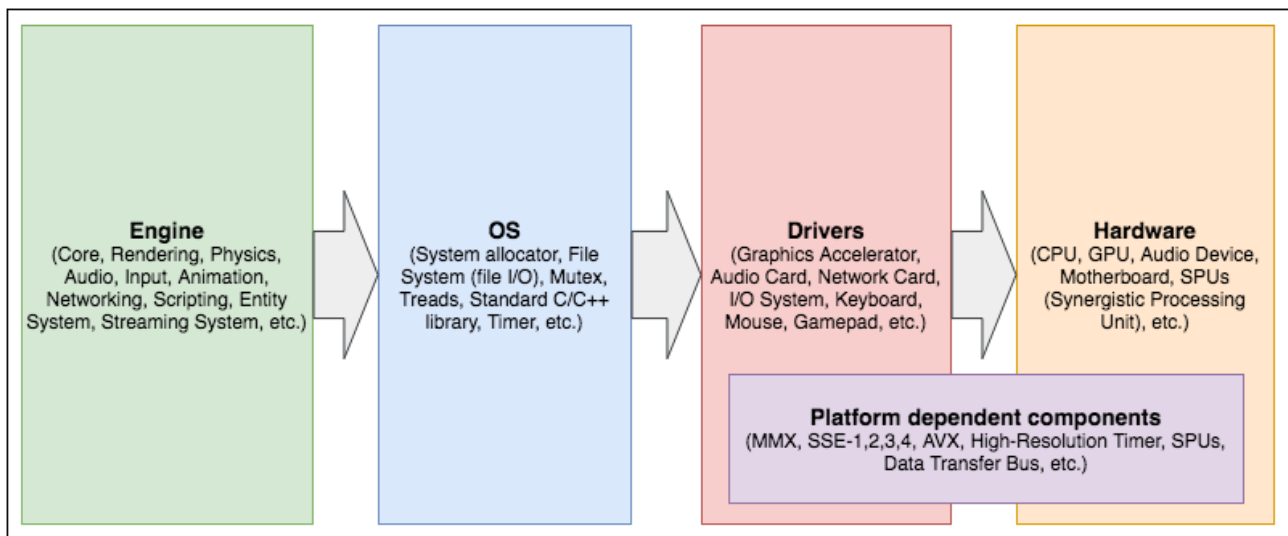 Engine
(Core, Rendering, Physics,
Audio, Input, Animation,
Networking, Scripting, Entity
System, Streaming System, etc.)
OS
(System allocator, File
System (file I/O), Mutex,
Treads, Standard C/C++
library, Timer, etc.)
Drivers
(Graphics Accelerator,
Audio Card, Network Card,
I/O System, Keyboard,
Mouse, Gamepad, etc.)
Hardware
(CPU, GPU, Audio Device,
Motherboard, SPUs
(Synergistic Processing
Unit), etc.)
Platform dependent components
(MMX, SSE-1,2,3,4, AVX, High-Resolution Timer, SPUs,
Data Transfer Bus, etc.)